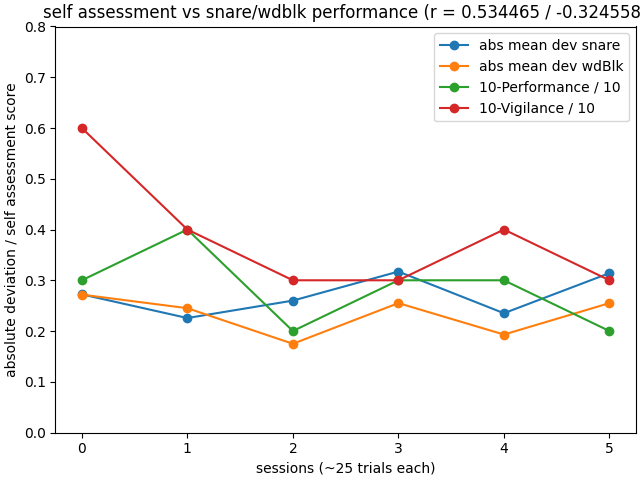 self assessment vs snare/wdblk performance (r = 0.534465 / -0.324558
abs mean dev snare
abs mean dev wdBlk
10-Performance / 10
10-Vigilance / 10
absolute deviation / self assessment score
0.8
0.7
0.6
0.5
0.4
0.3
0.2
0.1
0.0
0 1 2 3 4 5
sessions (~25 trials each)